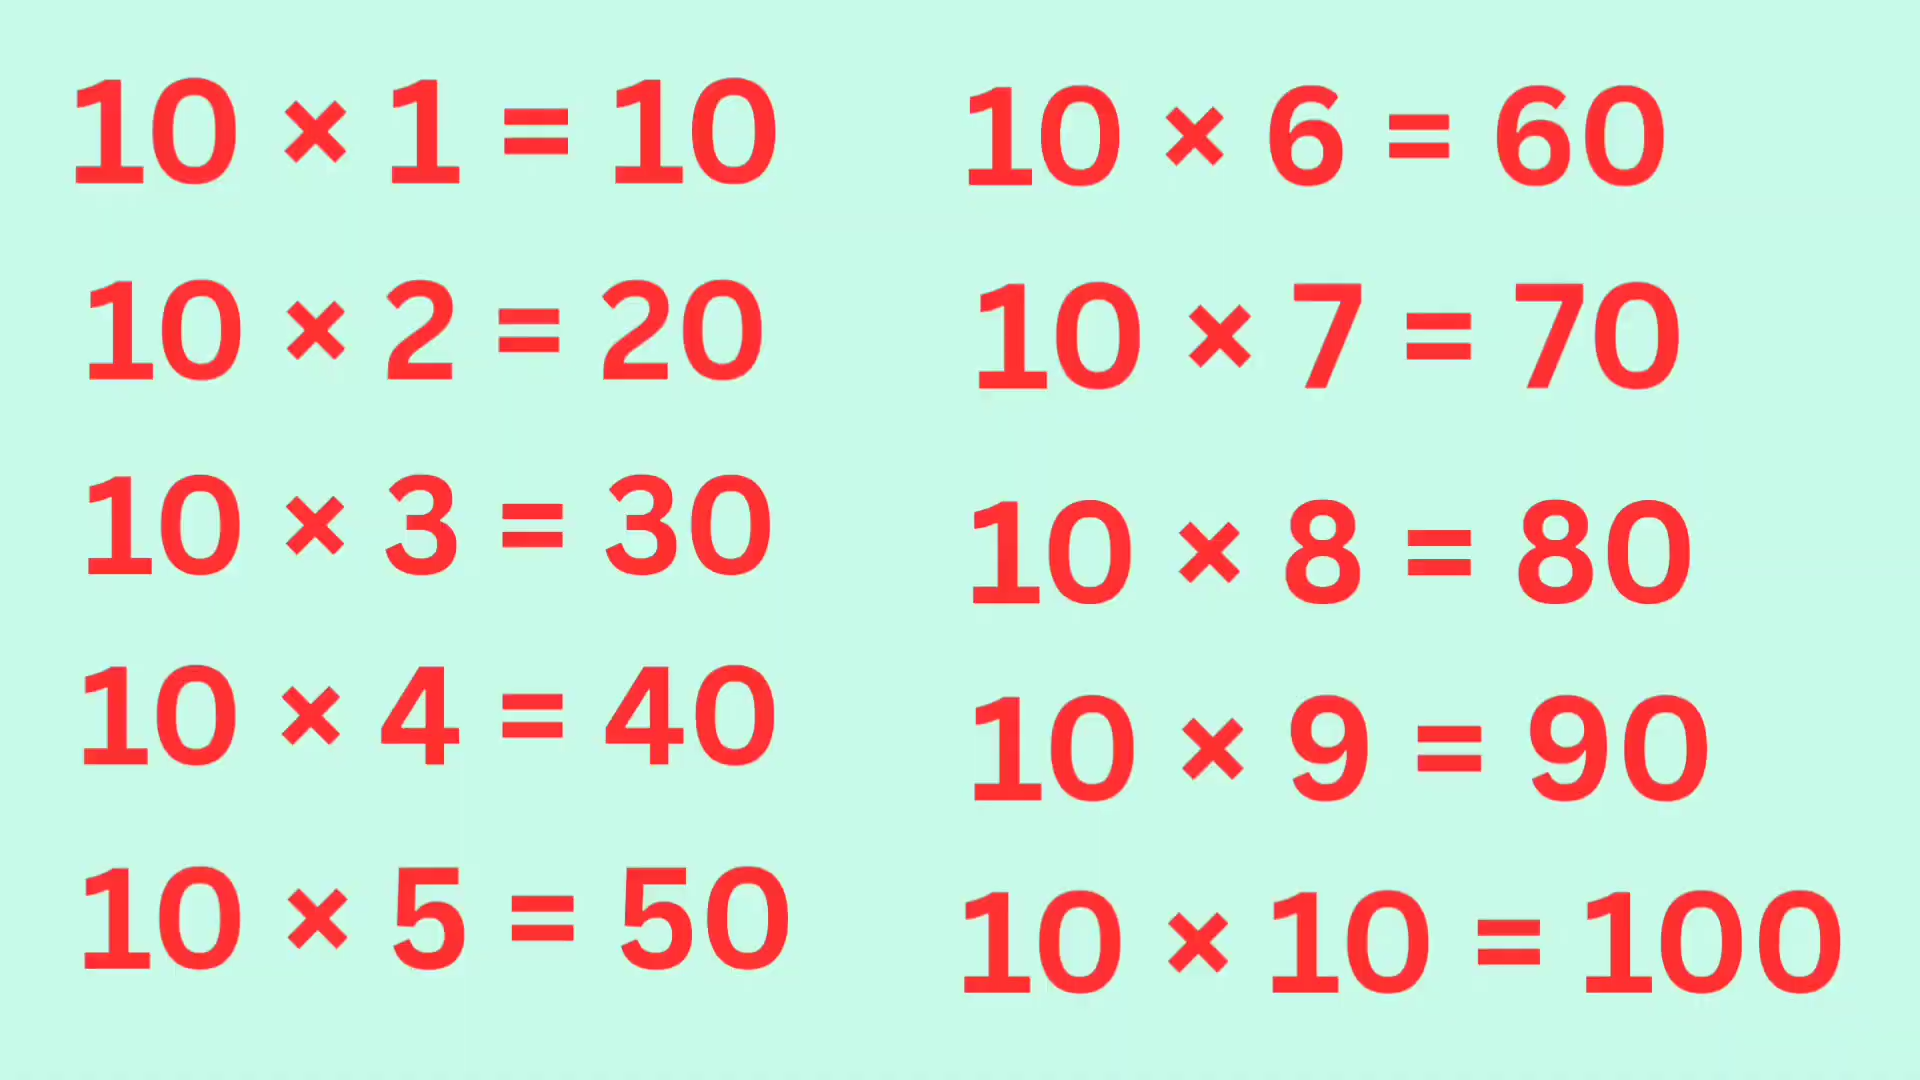 10 × 1 = 10
10 × 2 = 20
10 × 3 = 30
10 × 4 = 40
10 × 5 = 50
10 × 6 = 60
10 × 7 = 70
10 × 8 = 80
10 × 9 = 90
10 × 10 = 100